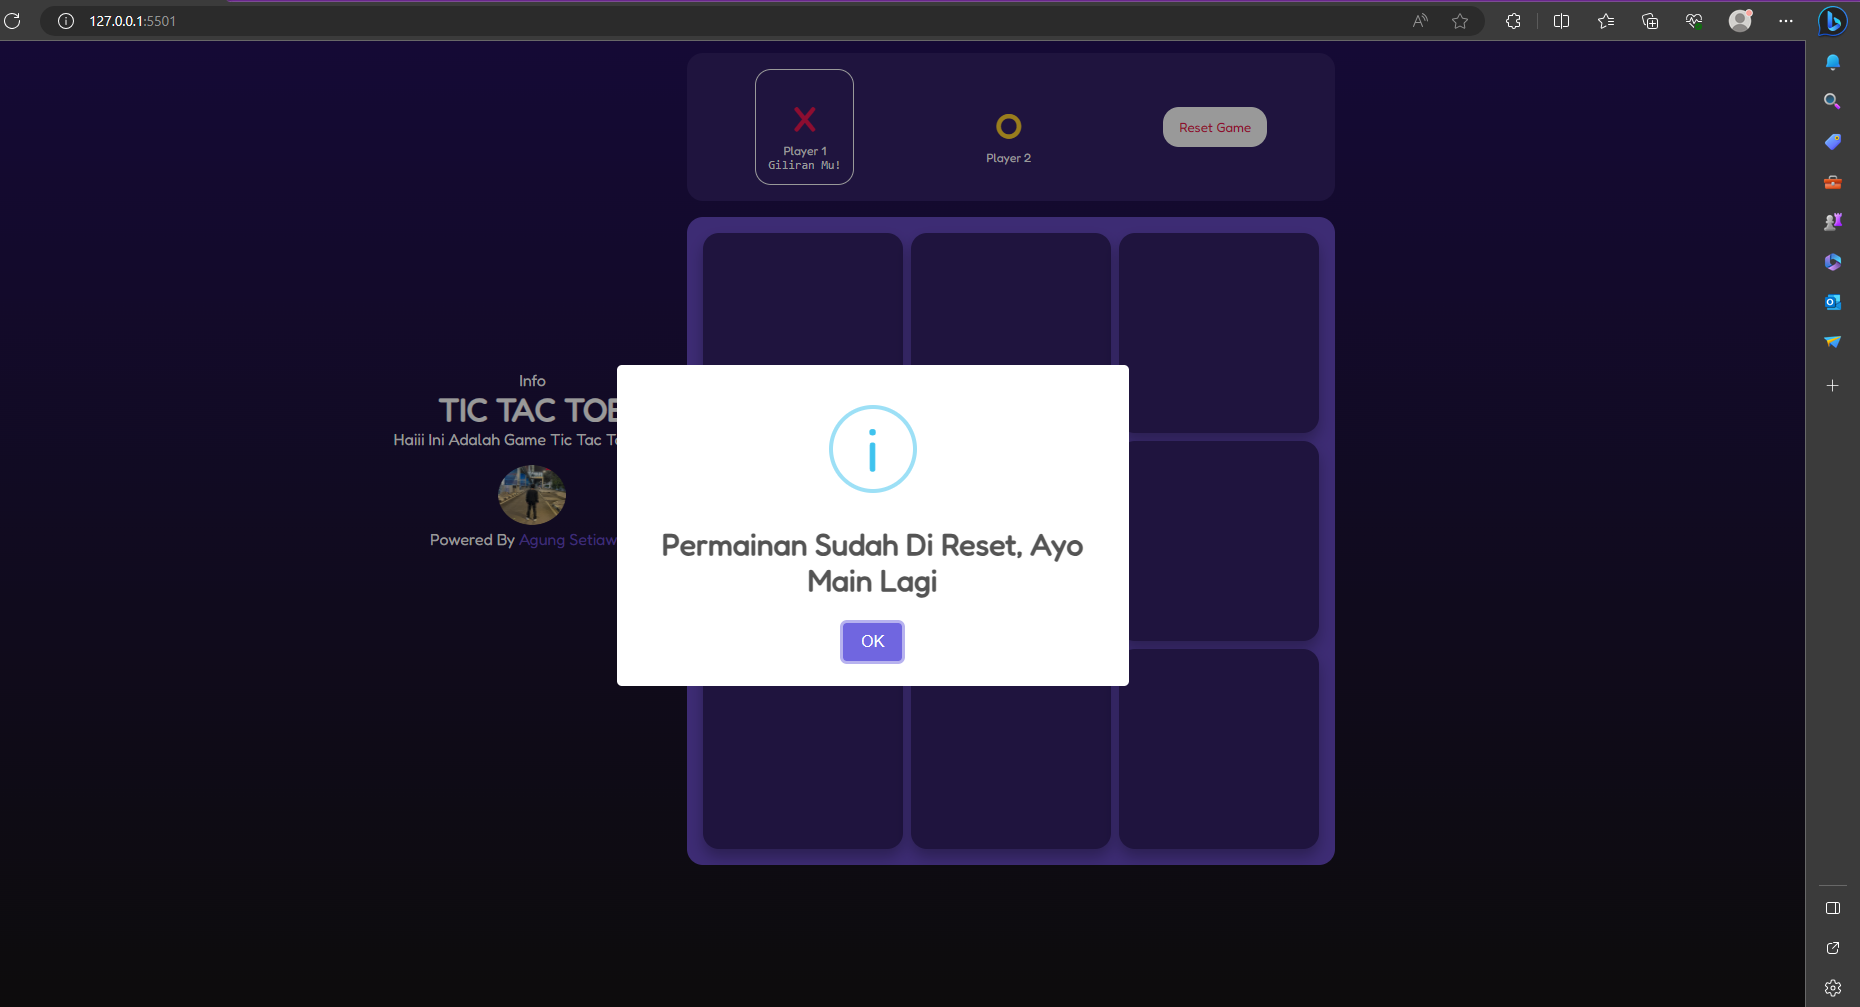 127.0.0.1:5501
Player 1
Giliran Mu!
Player 2
Reset Game
Info
TIC TAC TOE
Haiii Ini Adalah Game Tic Tac
Powered By Agung Setiaw
Permainan Sudah Di Reset, Ayo
Main Lagi
OK